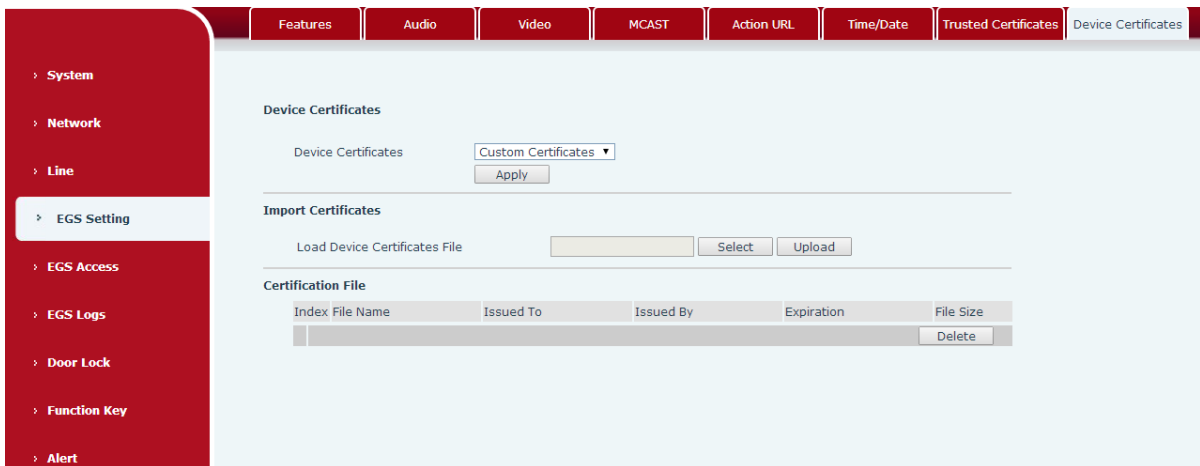 Features Audio Video MCAST Action URL Time/Date Trusted Certificates Device Certificates
System
Network
Line
EGS Setting
EGS Access
EGS Logs
Door Lock
Function Key
Alert
Device Certificates
Device Certificates Custom Certificates
Apply
Import Certificates
Load Device Certificates File Select Upload
Certification File
Index File Name Issued To Issued By Expiration File Size
Delete